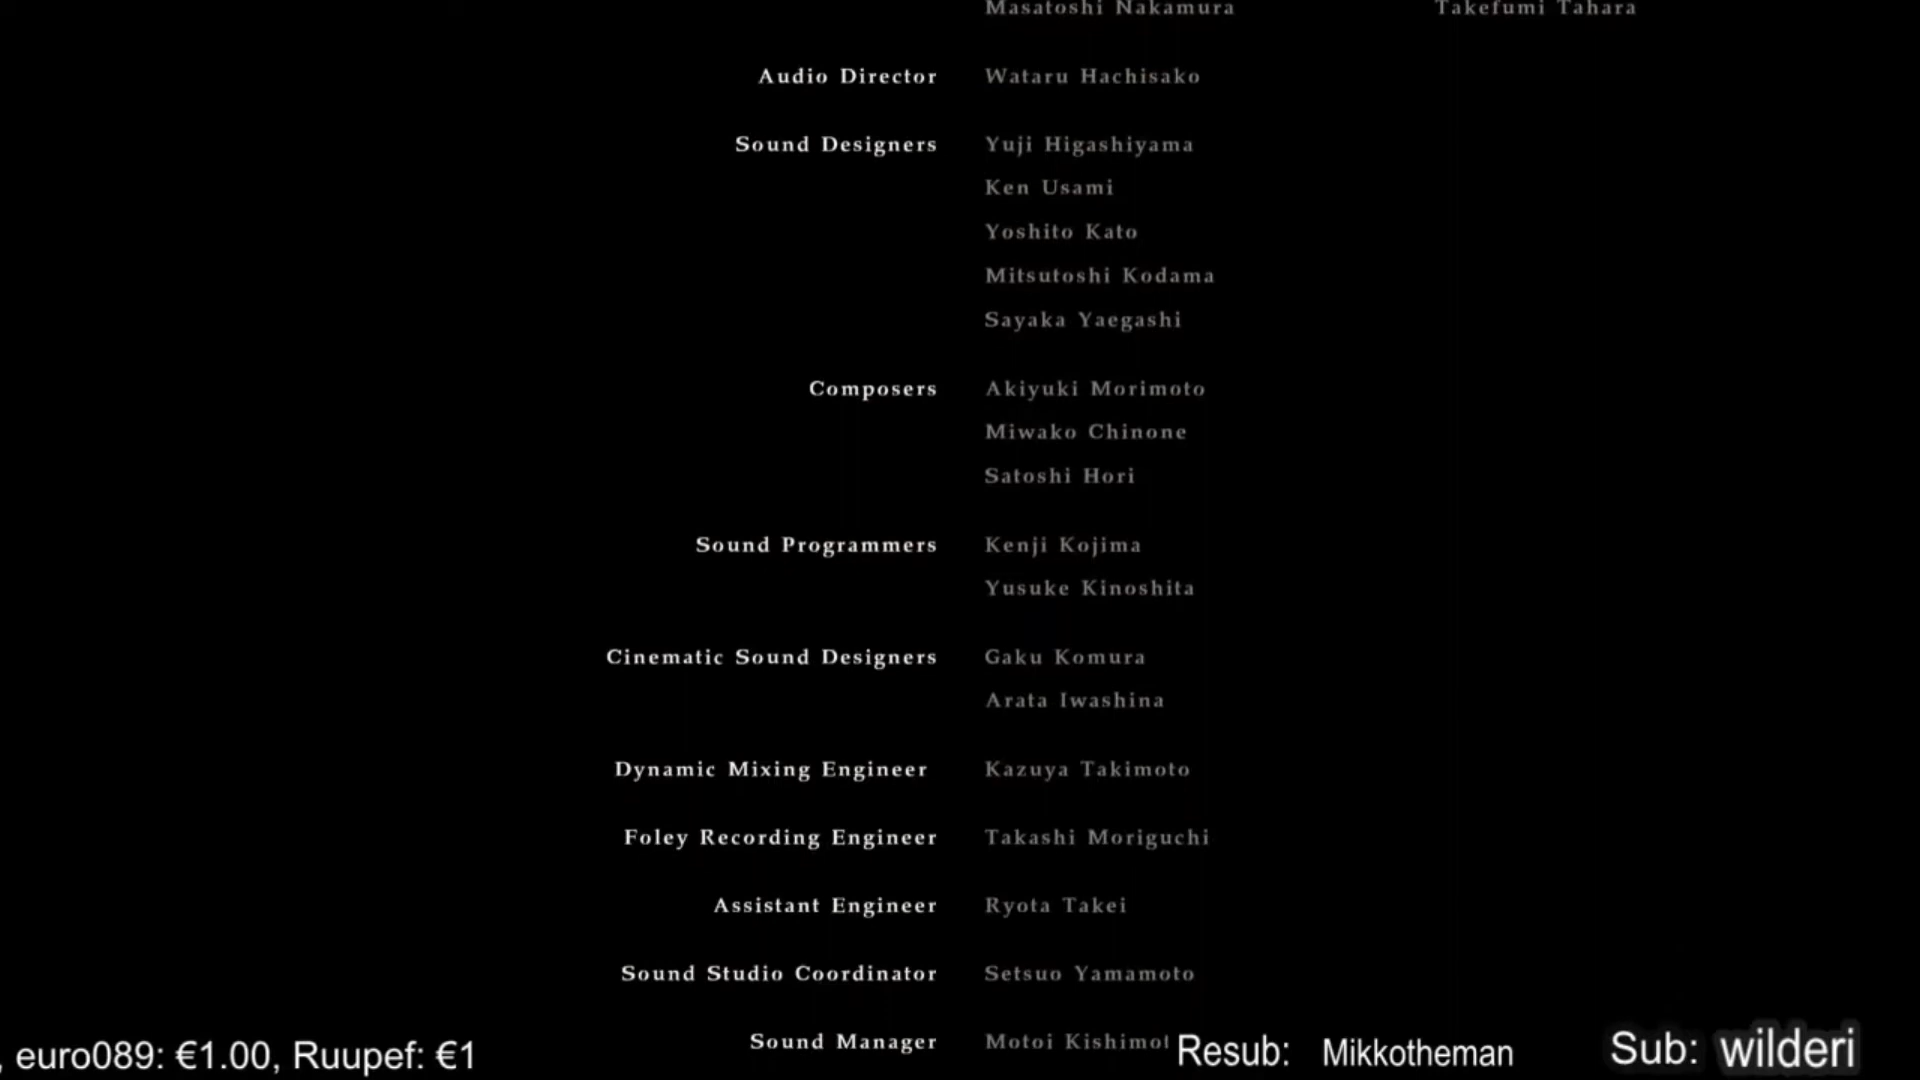 Masatoshi Nakamura Takefumi Tahara
Audio Director Wataru Hachisako
Sound Designers Yuji Higashiyama
Ken Usami
Yoshito Kato
Mitsutoshi Kodama
Sayaka Yaegashi
Composers Akiyuki Morimoto
Miwako Chinone
Satoshi Hori
Sound Programmers Kenji Kojima
Yusuke Kinoshita
Cinematic Sound Designers Gaku Komura
Arata Iwashina
Dynamic Mixing Engineer Kazuya Takimoto
Foley Recording Engineer Takashi Moriguchi
Assistant Engineer Ryota Takei
Sound Studio Coordinator Setsuo Yamamoto
Sound Manager Motoi
, euro089: €1.00, Ruupef: €1 Resub: Mikkotheman Sub: wilderi